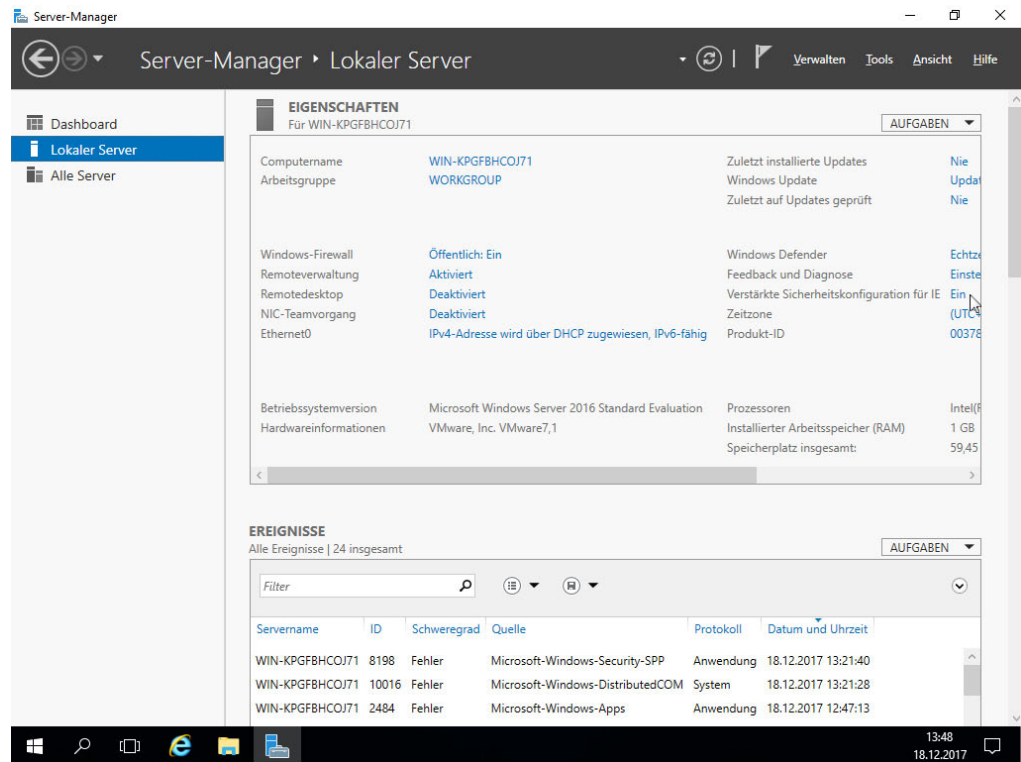 Server-Manager
Server-Manager ‣ Lokaler Server
Verwalten Tools Ansicht Hilfe
Dashboard
Lokaler Server
Alle Server
EIGENSCHAFTEN
Für WIN-KPGFBHCOJ71
AUFGABEN
Computername WIN-KPGFBHCOJ71 Zuletzt installierte Updates Nie
Arbeitsgruppe WORKGROUP Windows Update Updat
Zuletzt auf Updates geprüft Nie
Windows-Firewall Öffentlich: Ein Windows Defender Echtze
Remoteverwaltung Aktiviert Feedback und Diagnose Einste
Remotedesktop Deaktiviert Verstärkte Sicherheitskonfiguration für IE Ein
NIC-Teamvorgang Deaktiviert Zeitzone (UTC+
Ethernet0 IPv4-Adresse wird über DHCP zugewiesen, IPv6-fähig Produkt-ID 00378
Betriebssystemversion Microsoft Windows Server 2016 Standard Evaluation Prozessoren Intel(R
Hardwareinformationen VMware, Inc. VMware7,1 Installierter Arbeitsspeicher (RAM) 1 GB
Speicherplatz insgesamt: 59,45
EREIGNISSE
Alle Ereignisse | 24 insgesamt
AUFGABEN
Filter
Servername ID Schweregrad Quelle Protokoll Datum und Uhrzeit
WIN-KPGFBHCOJ71 8198 Fehler Microsoft-Windows-Security-SPP Anwendung 18.12.2017 13:21:40
WIN-KPGFBHCOJ71 10016 Fehler Microsoft-Windows-DistributedCOM System 18.12.2017 13:21:28
WIN-KPGFBHCOJ71 2484 Fehler Microsoft-Windows-Apps Anwendung 18.12.2017 12:47:13
13:48
18.12.2017